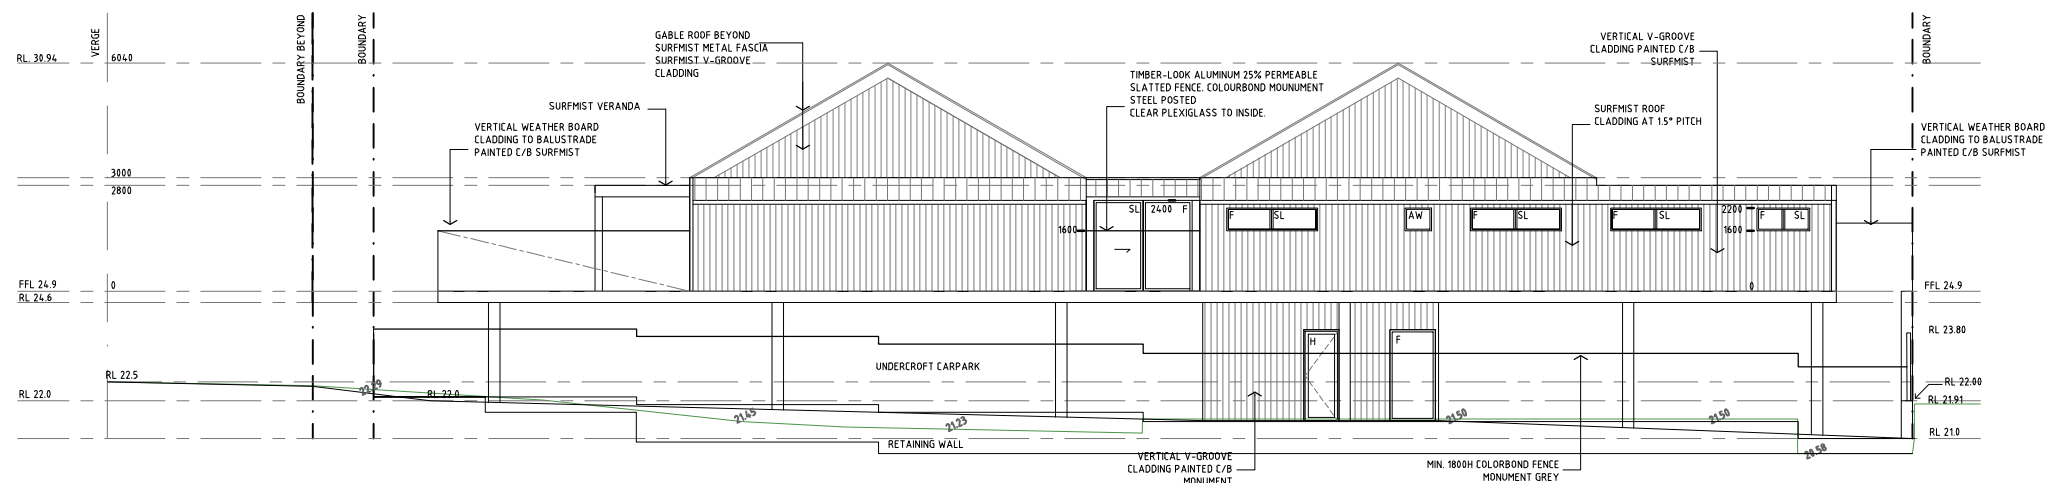 BOUNDARY BEYOND
BOUNDARY
VERGE
RL. 30.94
6040
GABLE ROOF BEYOND
SURFMIST METAL FASCIA
SURFMIST V-GROOVE
CLADDING
SURFMIST VERANDA
VERTICAL WEATHER BOARD
CLADDING TO BALUSTRADE
PAINTED C/B SURFMIST
TIMBER-LOOK ALUMINUM 25% PERMEABLE
SLATTED FENCE. COLOURBOND MOUNUMENT
STEEL POSTED
CLEAR PLEXIGLASS TO INSIDE.
VERTICAL V-GROOVE
CLADDING PAINTED C/B
SURFMIST
SURFMIST ROOF
CLADDING AT 1.5° PITCH
BOUNDARY
VERTICAL WEATHER BOARD
CLADDING TO BALUSTRADE
PAINTED C/B SURFMIST
3000
2800
SL 2400 F
1600
F SL
AW
F SL
F SL
2200
1600
F SL
0
FFL 24.9
0
RL 24.6
FFL 24.9
RL 23.80
H
F
UNDERCROFT CARPARK
RL 22.5
RL 22.0
RL 22.0
21.45
21.23
21.50
21.50
20.58
RL 22.00
RL 21.91
RL 21.0
RETAINING WALL
VERTICAL V-GROOVE
CLADDING PAINTED C/B
MONUMENT
MIN. 1800H COLORBOND FENCE
MONUMENT GREY